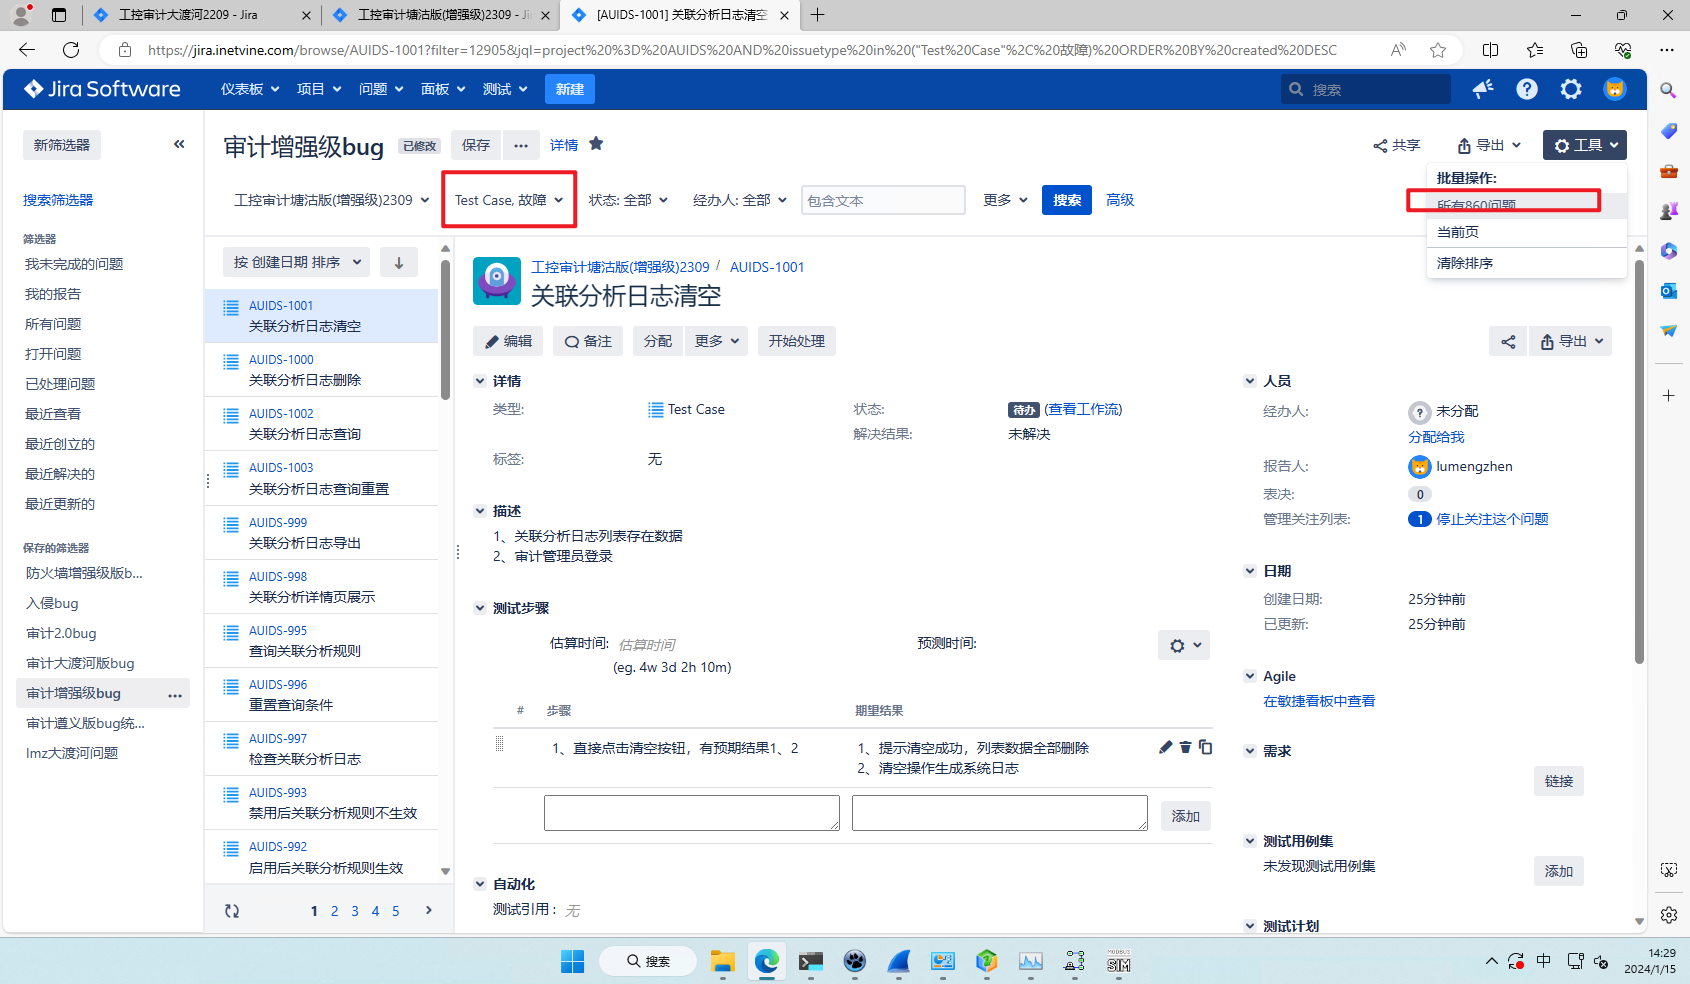 工控审计大渡河2209 - Jira
工控审计塘沽版(增强级)2309 - Ji
[AUIDS-1001] 关联分析日志清空
https://jira.inetvine.com/browse/AUIDS-1001?filter=12905&jql=project%20%3D%20AUIDS%20AND%20issuetype%20in%20("Test%20Case"%2C%20故障)%20ORDER%20BY%20created%20DESC
Jira Software
仪表板
项目
问题
面板
测试
新建
搜索
新筛选器
审计增强级bug
已修改
保存
详情
共享
导出
工具
批量操作:
所有860问题
当前页
清除排序
工控审计塘沽版(增强级)2309
Test Case, 故障
状态: 全部
经办人: 全部
包含文本
更多
搜索
高级
搜索筛选器
筛选器
我未完成的问题
我的报告
所有问题
打开问题
已处理问题
最近查看
最近创立的
最近解决的
最近更新的
保存的筛选器
防火墙增强级版b...
入侵bug
审计2.0bug
审计大渡河版bug
审计增强级bug
审计遵义版bug统...
lmz大渡河问题
按 创建日期 排序
AUIDS-1001
关联分析日志清空
AUIDS-1000
关联分析日志删除
AUIDS-1002
关联分析日志查询
AUIDS-1003
关联分析日志查询重置
AUIDS-999
关联分析日志导出
AUIDS-998
关联分析详情页展示
AUIDS-995
查询关联分析规则
AUIDS-996
重置查询条件
AUIDS-997
检查关联分析日志
AUIDS-993
禁用后关联分析规则不生效
AUIDS-992
启用后关联分析规则生效
1 2 3 4 5
工控审计塘沽版(增强级)2309 / AUIDS-1001
关联分析日志清空
编辑
备注
分配
更多
开始处理
导出
详情
类型:
Test Case
状态:
待办 (查看工作流)
解决结果:
未解决
标签:
无
描述
1、关联分析日志列表存在数据
2、审计管理员登录
测试步骤
估算时间: 估算时间
(eg. 4w 3d 2h 10m)
预测时间:
# 步骤 期望结果
1、直接点击清空按钮，有预期结果1、2
1、提示清空成功，列表数据全部删除
2、清空操作生成系统日志
添加
自动化
测试引用： 无
人员
经办人:
未分配
分配给我
报告人:
lumengzhen
表决:
0
管理关注列表:
1 停止关注这个问题
日期
创建日期:
25分钟前
已更新:
25分钟前
Agile
在敏捷看板中查看
需求
链接
测试用例集
未发现测试用例集
添加
测试计划
搜索
MODBUS
SIM
中
14:29
2024/1/15